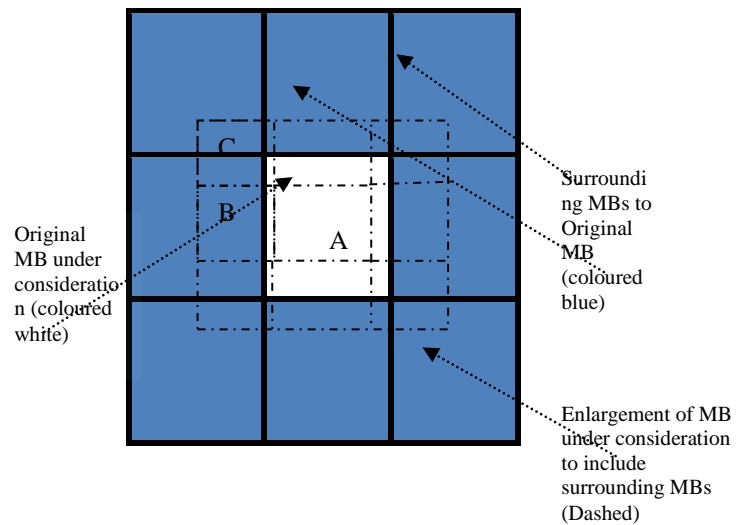 C
B
A
Original
MB under
consideratio
n (coloured
white)
Surroundi
ng MBs to
Original
MB
(coloured
blue)
Enlargement of MB
under consideration
to include
surrounding MBs
(Dashed)